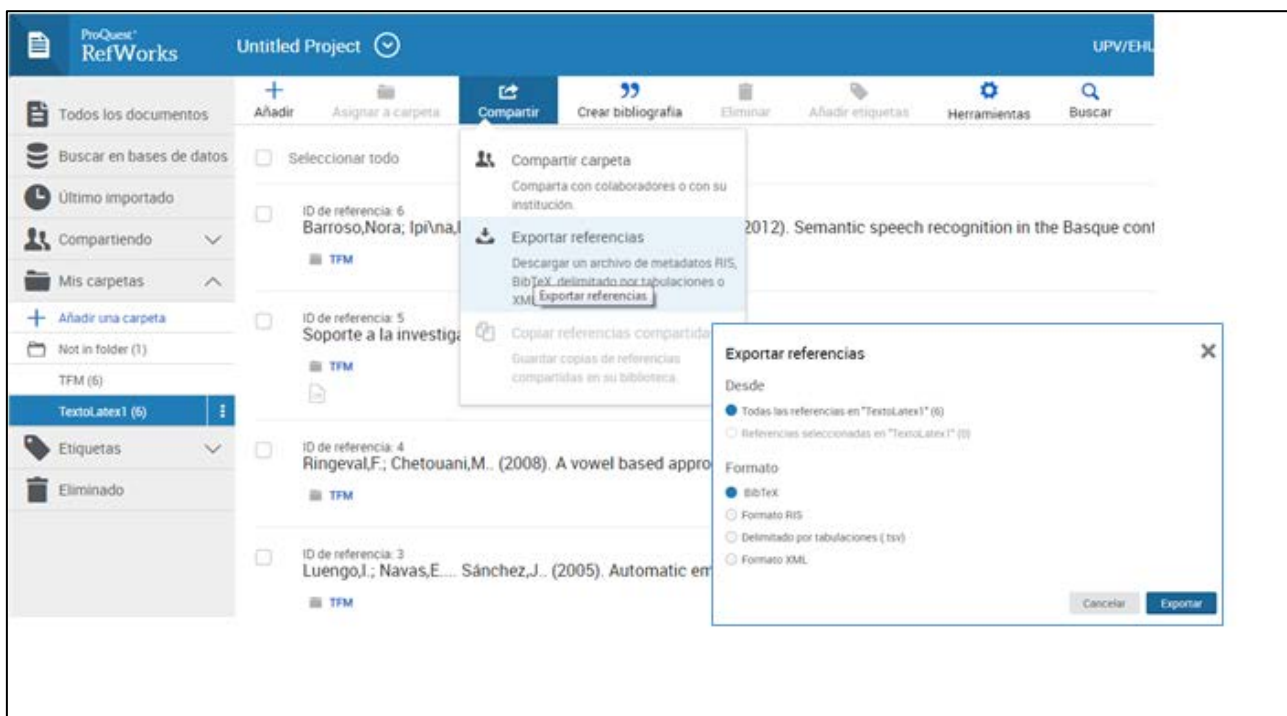 ProQuest®
RefWorks
Untitled Project
UPV/EHU
Todos los documentos
Buscar en bases de datos
Último importado
Compartiendo
Mis carpetas
Añadir una carpeta
Not in folder (1)
TFM (6)
TextoLatex1 (6)
Etiquetas
Eliminado
Añadir
Asignar a carpeta
Compartir
Crear bibliografía
Eliminar
Añadir etiquetas
Herramientas
Buscar
Seleccionar todo
Compartir carpeta
Comparta con colaboradores o con su
institución.
Exportar referencias
Descargar un archivo de metadatos RIS,
BibTeX, delimitado por tabulaciones o
XML
Exportar referencias
Copiar referencias compartidas
Guardar copias de referencias
compartidas en su biblioteca.
ID de referencia: 6
Barroso,Nora; Ipi\na, 2012). Semantic speech recognition in the Basque cont
TFM
ID de referencia: 5
Soporte a la investiga
TFM
ID de referencia: 4
Ringeval,F.; Chetouani,M.. (2008). A vowel based appro
TFM
ID de referencia: 3
Luengo,I.; Navas,E.... Sánchez,J.. (2005). Automatic em
TFM
Exportar referencias
Desde
Todas las referencias en "TextoLatex1" (6)
Referencias seleccionadas en "TextoLatex1" (0)
Formato
BibTeX
Formato RIS
Delimitado por tabulaciones (.tsv)
Formato XML
Cancelar
Exportar